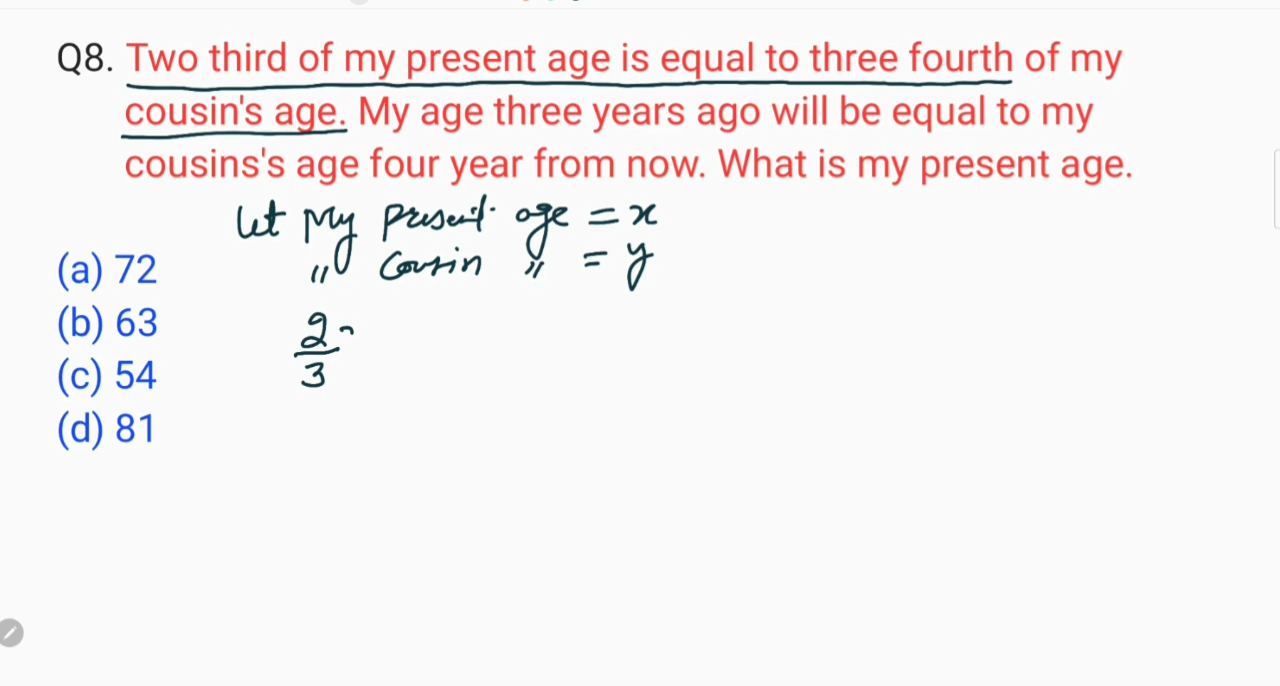 Q8. Two third of my present age is equal to three fourth of my
cousin's age. My age three years ago will be equal to my
cousins's age four year from now. What is my present age.
let My present age = x
" Cousin " = y
(a) 72
(b) 63
2
3
(c) 54
(d) 81